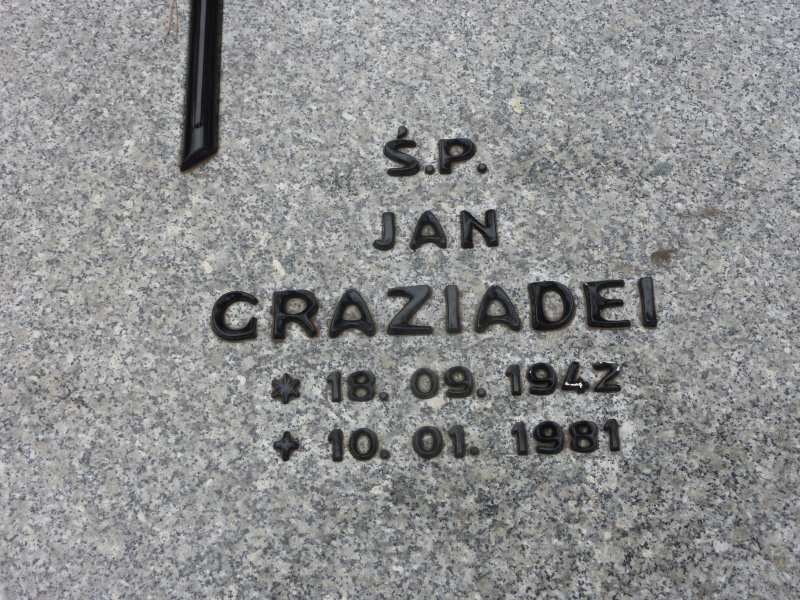 Ś.P.
JAN
GRAZIADEI
* 18. 09. 1942
+ 10. 01. 1981